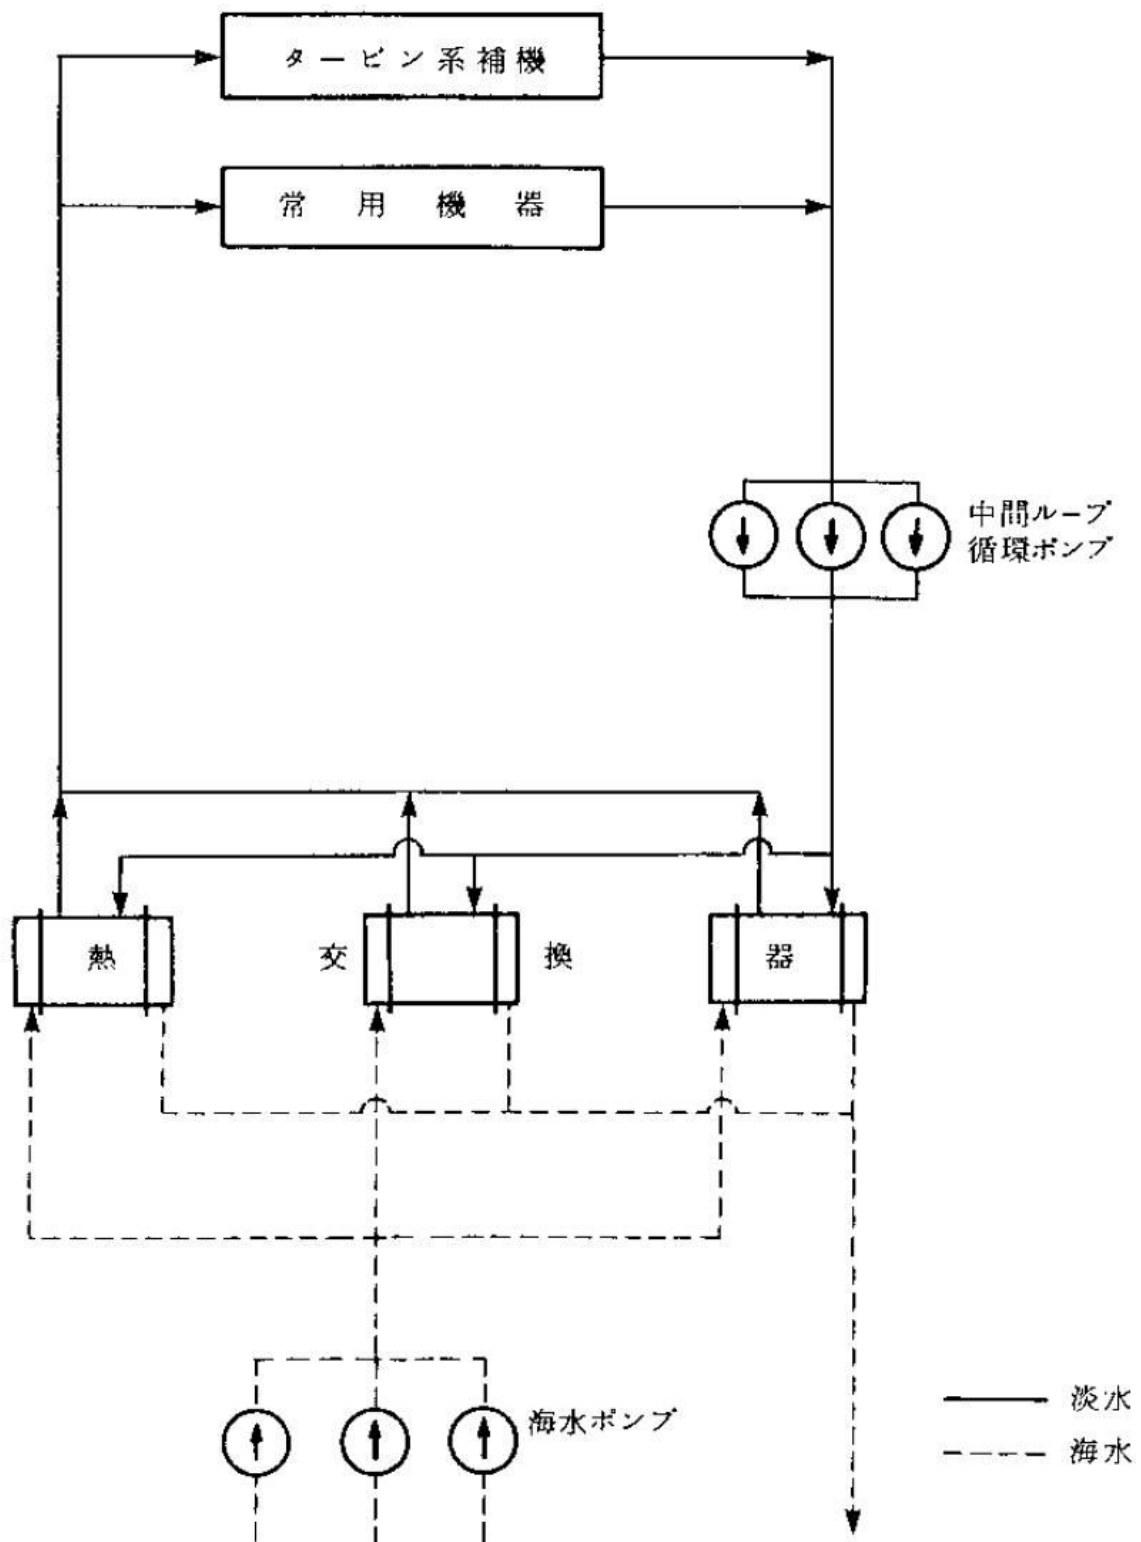 タービン系補機
常用機器
中間ループ
循環ポンプ
熱交換器
海水ポンプ
淡水
海水